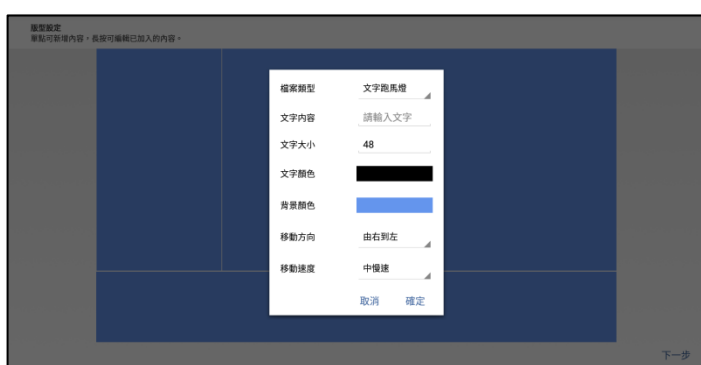 版型設定
單點可新增內容，長按可編輯已加入的內容。
檔案類型 文字跑馬燈
文字內容 請輸入文字
文字大小 48
文字顏色
背景顏色
移動方向 由右到左
移動速度 中慢速
取消 確定
下一步